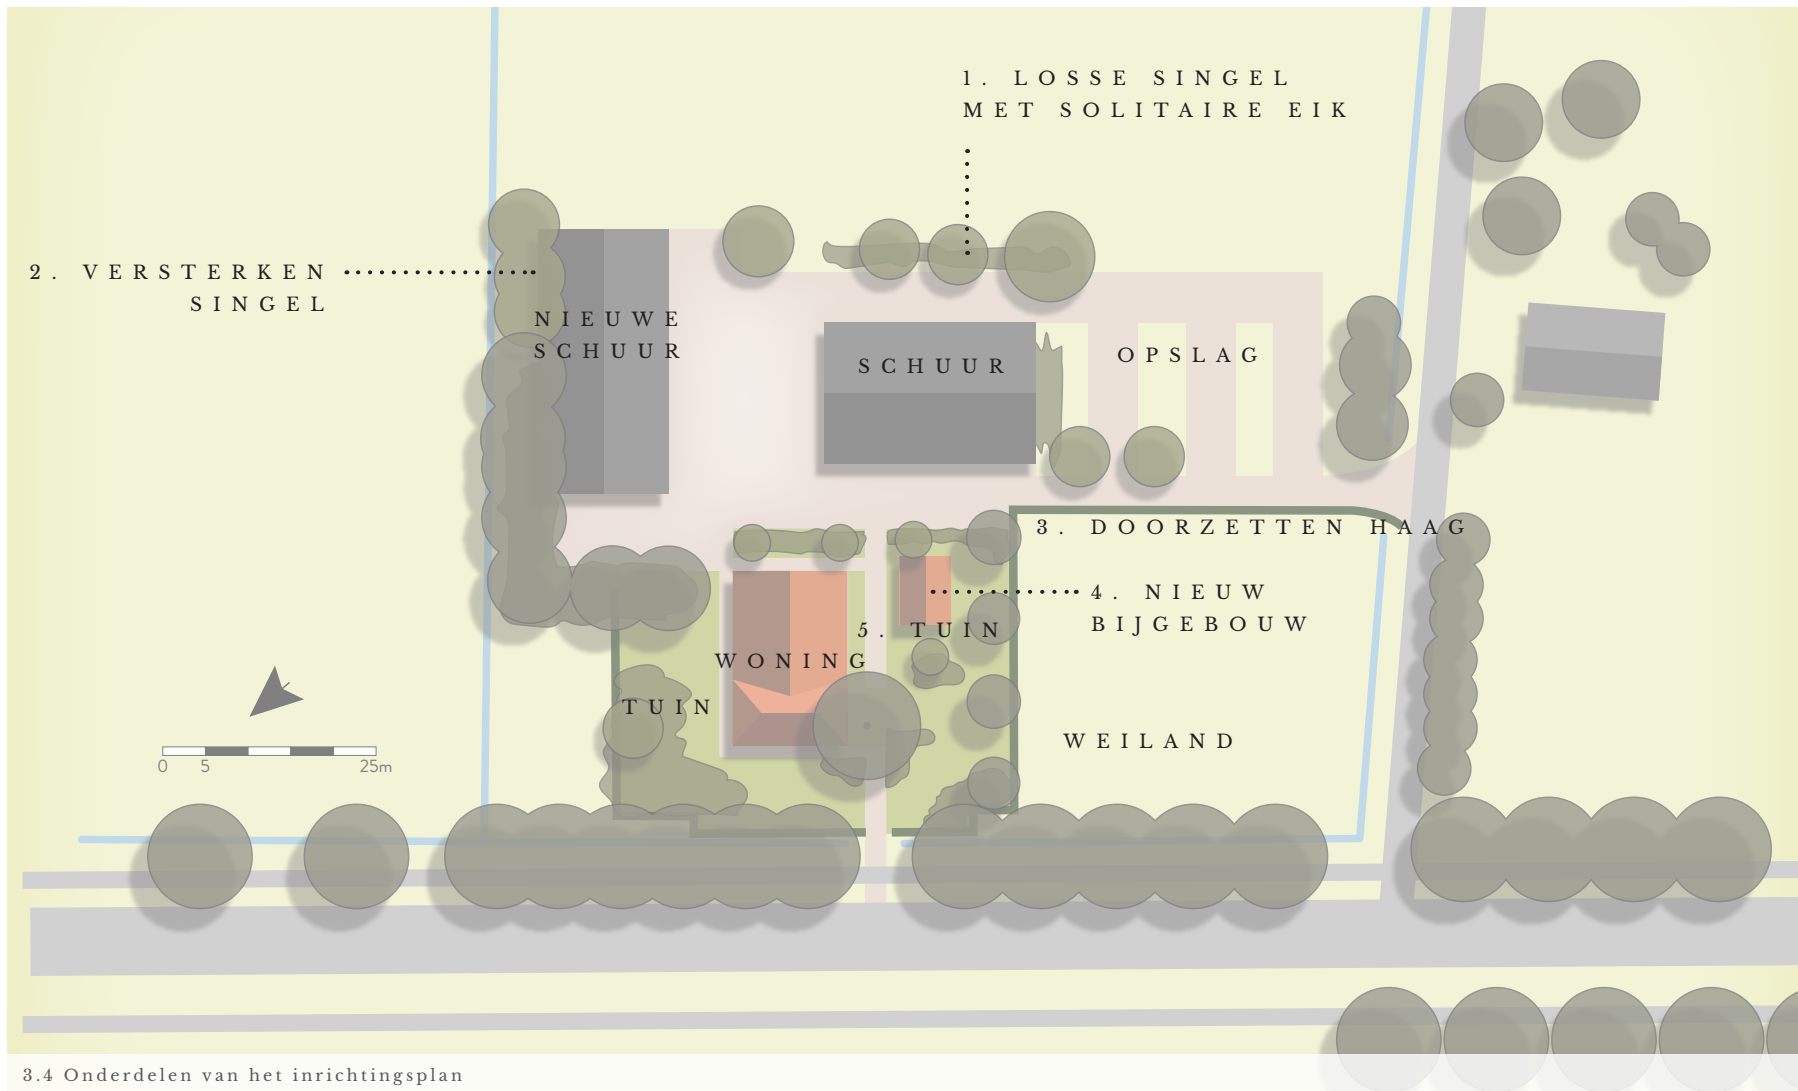 1. LOSSE SINGEL
MET SOLITAIRE EIK
2. VERSTERKEN
SINGEL
NIEUWE
SCHUUR
SCHUUR
OPSLAG
3. DOORZETTEN HAAG
4. NIEUW
BIJGEBOUW
5. TUIN
WONING
TUIN
WEILAND
0 5 25m
3.4 Onderdelen van het inrichtingsplan